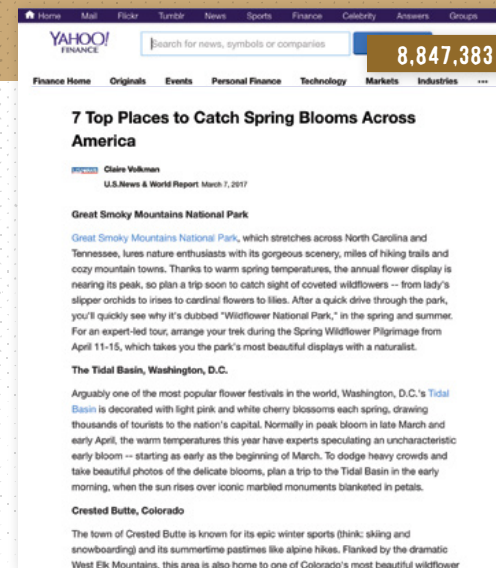 Home Mail Flickr Tumblr News Sports Finance Celebrity Answers Groups
YAHOO!
FINANCE
Search for news, symbols or companies
8,847,383
Finance Home Originals Events Personal Finance Technology Markets Industries •••
7 Top Places to Catch Spring Blooms Across
America
Claire Volkman
U.S.News & World Report March 7, 2017
Great Smoky Mountains National Park
Great Smoky Mountains National Park, which stretches across North Carolina and
Tennessee, lures nature enthusiasts with its gorgeous scenery, miles of hiking trails and
cozy mountain towns. Thanks to warm spring temperatures, the annual flower display is
nearing its peak, so plan a trip soon to catch sight of coveted wildflowers -- from lady's
slipper orchids to irises to cardinal flowers to lilies. After a quick drive through the park,
you'll quickly see why it's dubbed "Wildflower National Park," in the spring and summer.
For an expert-led tour, arrange your trek during the Spring Wildflower Pilgrimage from
April 11-15, which takes you the park's most beautiful displays with a naturalist.
The Tidal Basin, Washington, D.C.
Arguably one of the most popular flower festivals in the world, Washington, D.C.'s Tidal
Basin is decorated with light pink and white cherry blossoms each spring, drawing
thousands of tourists to the nation's capital. Normally in peak bloom in late March and
early April, the warm temperatures this year have experts speculating an uncharacteristic
early bloom -- starting as early as the beginning of March. To dodge heavy crowds and
take beautiful photos of the delicate blooms, plan a trip to the Tidal Basin in the early
morning, when the sun rises over iconic marbled monuments blanketed in petals.
Crested Butte, Colorado
The town of Crested Butte is known for its epic winter sports (think: skiing and
snowboarding) and its summertime pastimes like alpine hikes. Flanked by the dramatic
West Elk Mountains, this area is also home to one of Colorado's most beautiful wildflower